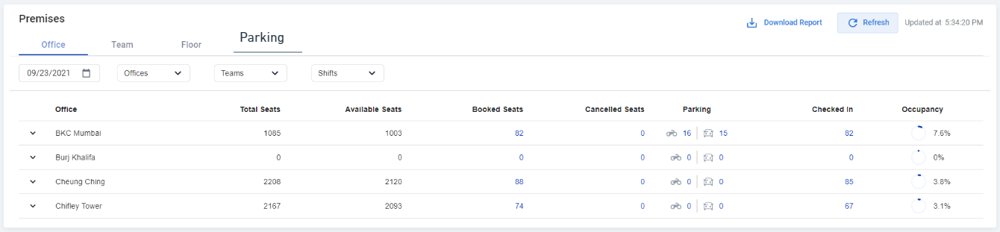 Premises
Download Report Refresh Updated at 5:34:20 PM
Office Team Floor Parking
09/23/2021 Offices Teams Shifts
Office Total Seats Available Seats Booked Seats Cancelled Seats Parking Checked In Occupancy
BKC Mumbai 1085 1003 82 0 16 15 82 7.6%
Burj Khalifa 0 0 0 0 0 0 0 0%
Cheung Ching 2208 2120 88 0 0 0 85 3.8%
Chifley Tower 2167 2093 74 0 0 0 67 3.1%